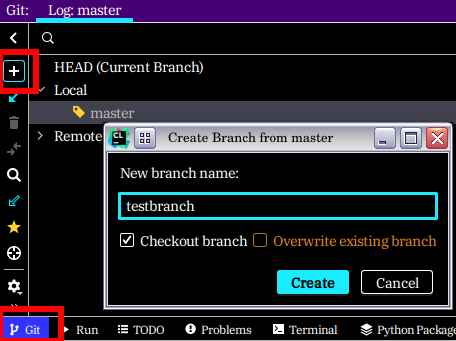 Git: Log: master
HEAD (Current Branch)
Local
master
Remote
CL
Create Branch from master
New branch name:
testbranch
Checkout branch Overwrite existing branch
Create Cancel
Git Run TODO Problems Terminal Python Package